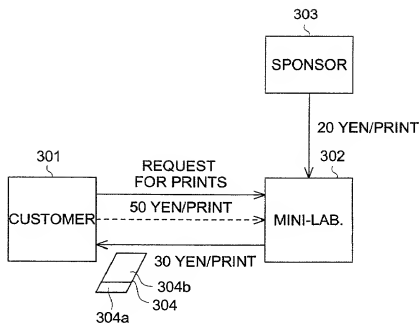 303
SPONSOR
20 YEN/PRINT
301
302
REQUEST
FOR PRINTS
50 YEN/PRINT
CUSTOMER
MINI-LAB.
30 YEN/PRINT
304b
304
304a